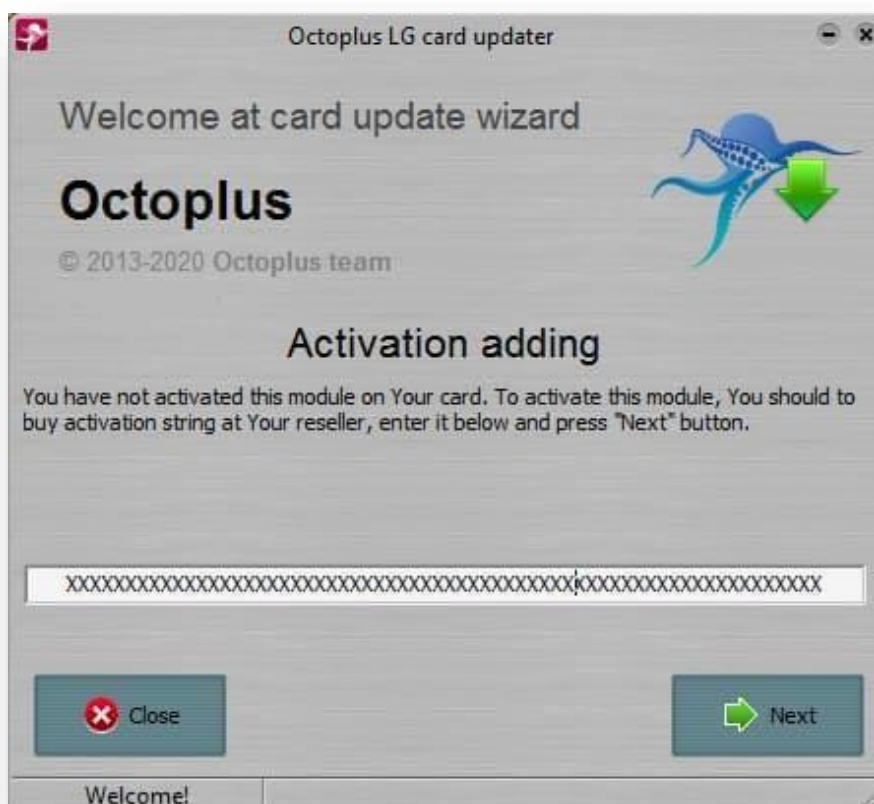 Octoplus LG card updater
Welcome at card update wizard
Octoplus
© 2013-2020 Octoplus team
Activation adding
You have not activated this module on Your card. To activate this module, You should to
buy activation string at Your reseller, enter it below and press "Next" button.
XXXXXXXXXXXXXXXXXXXXXXXXXXXXXXXXXXXXXXXXXXXXXXXXXXXXXXXXXXXXXXXXX
Close
Next
Welcome!